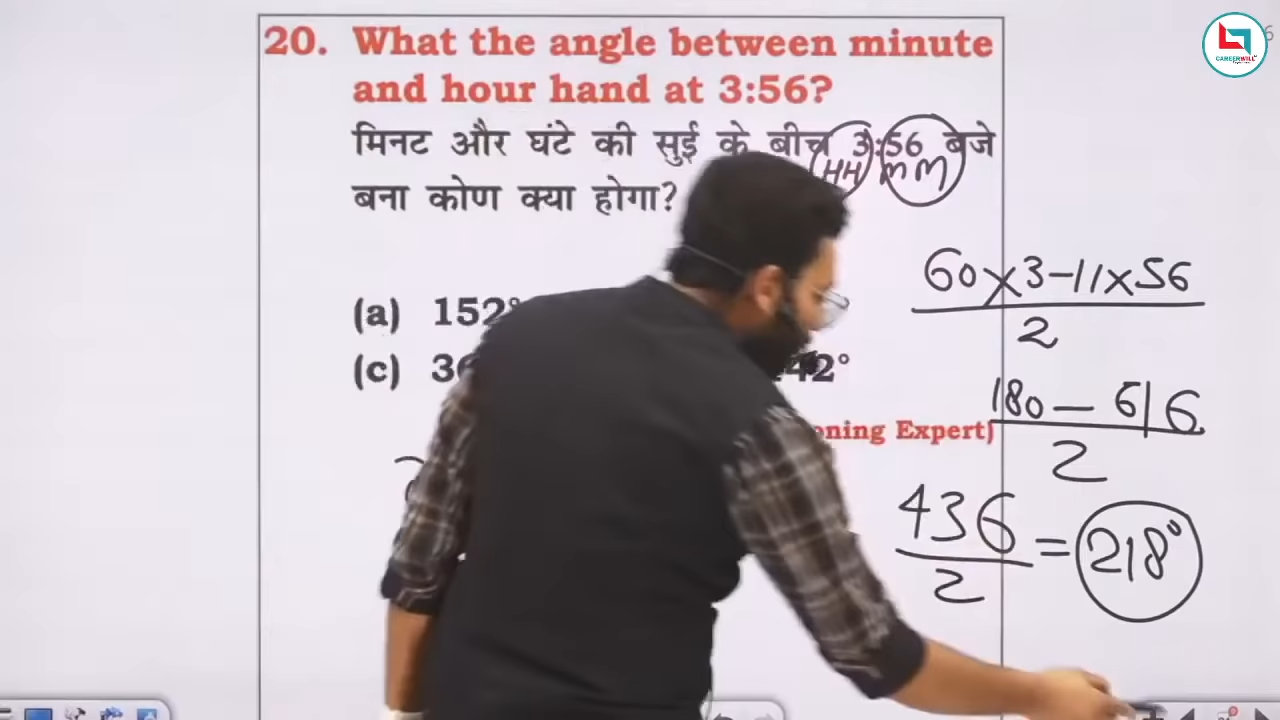 20. What the angle between minute
and hour hand at 3:56?
मिनट और घंटे की सुई के बीच 3:56 बजे
HH MM
बना कोण क्या होगा?
(a) 152°
(c) 42°
Expert)
60×3-11×56
2
180-616
2
436
2
=218°
CAREERWILL
6